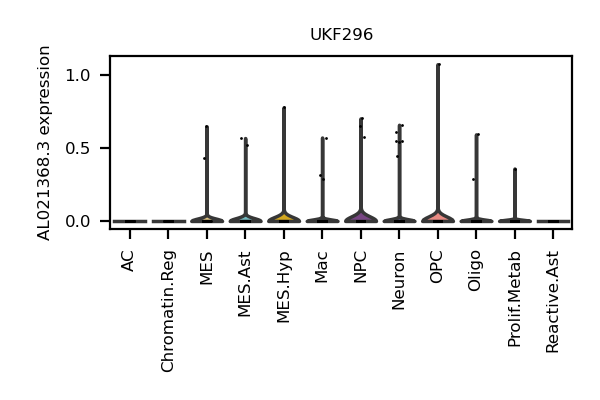 UKF296
AL021368.3 expression
1.0
0.5
0.0
AC
Chromatin.Reg
MES
MES.Ast
MES.Hyp
Mac
NPC
Neuron
OPC
Oligo
Prolif.Metab
Reactive.Ast